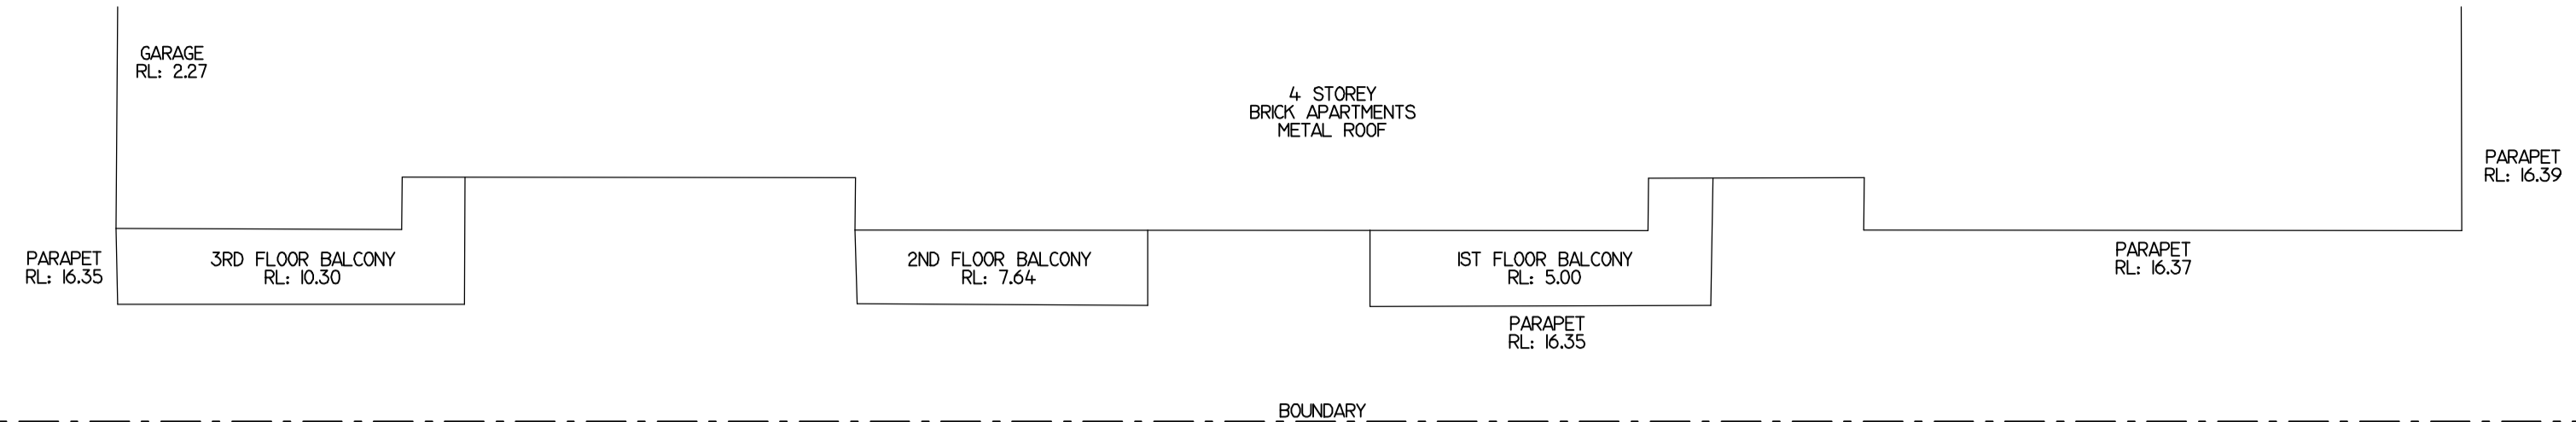 GARAGE
RL: 2.27
4 STOREY
BRICK APARTMENTS
METAL ROOF
PARAPET
RL: 16.39
PARAPET
RL: 16.35
3RD FLOOR BALCONY
RL: 10.30
2ND FLOOR BALCONY
RL: 7.64
1ST FLOOR BALCONY
RL: 5.00
PARAPET
RL: 16.37
PARAPET
RL: 16.35
BOUNDARY